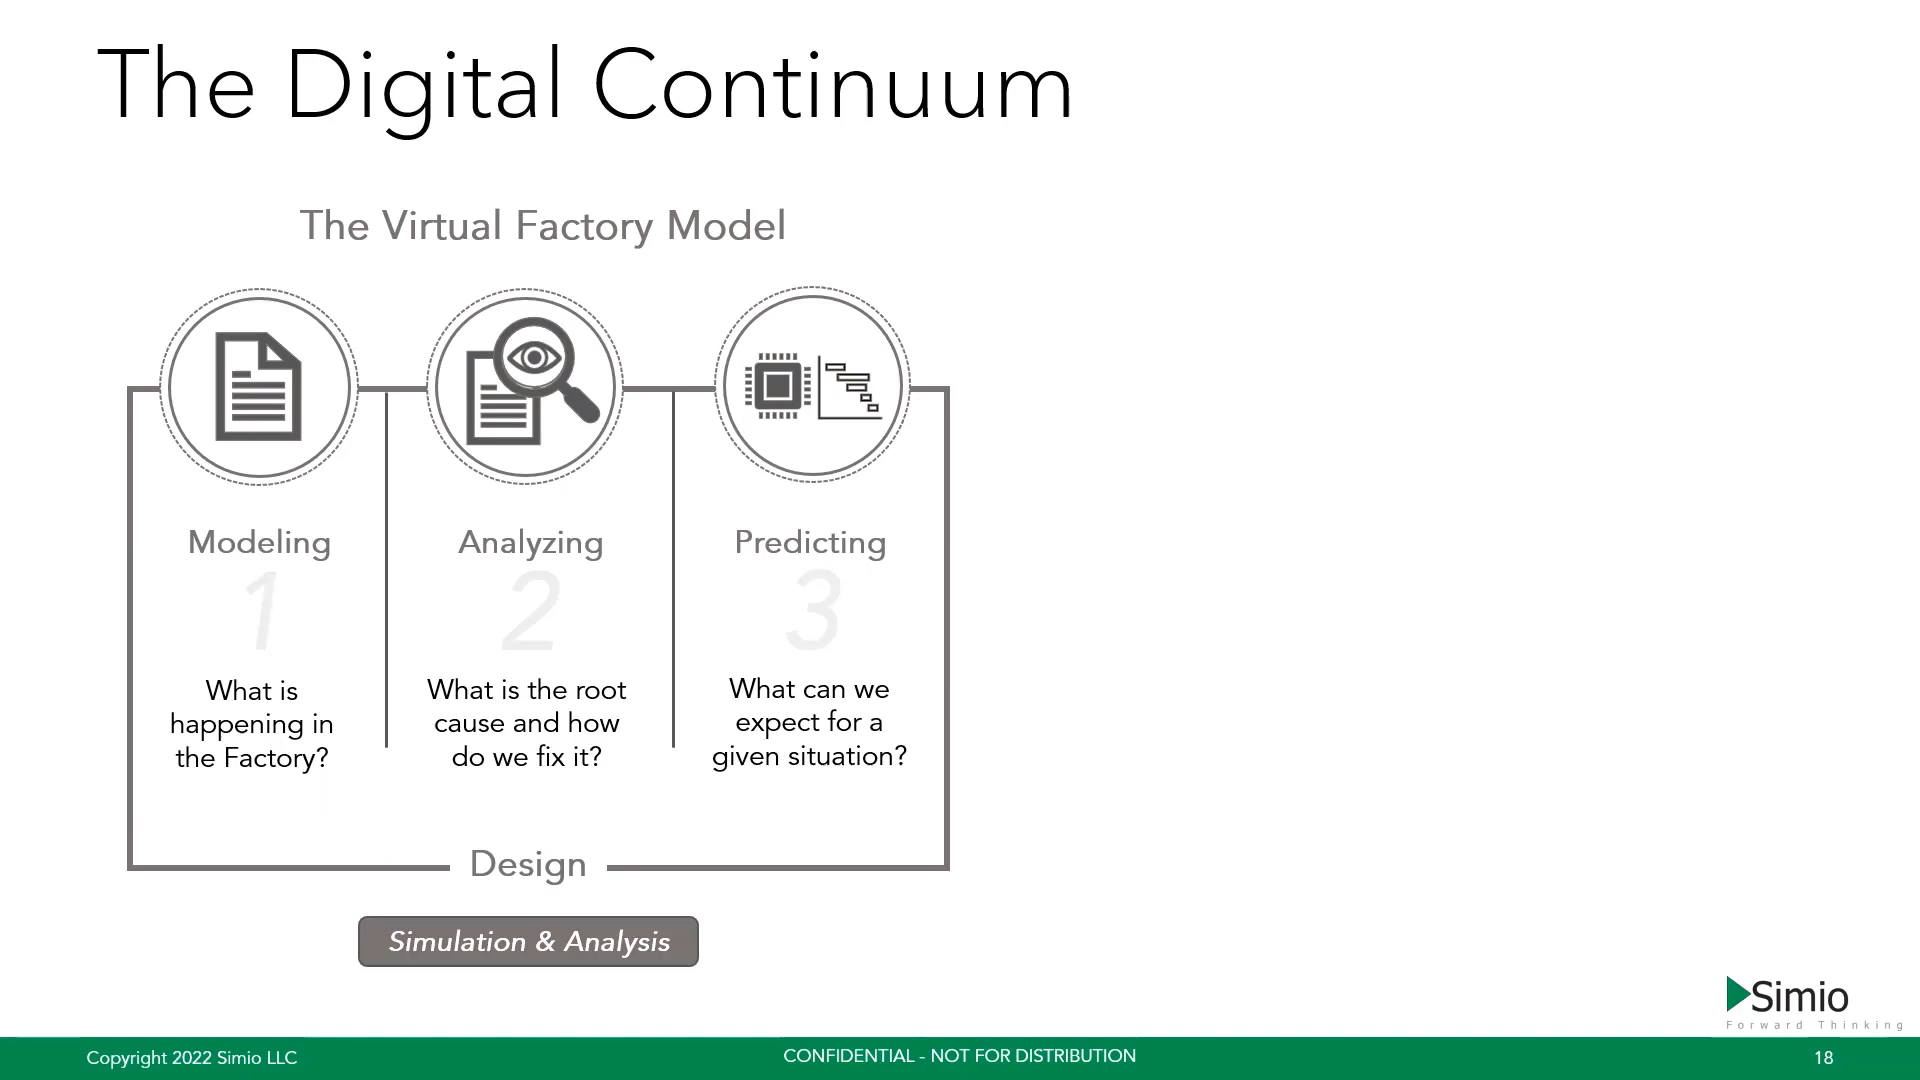 The Digital Continuum
The Virtual Factory Model
Modeling
1
What is
happening in
the Factory?
Analyzing
2
What is the root
cause and how
do we fix it?
Predicting
3
What can we
expect for a
given situation?
Design
Simulation & Analysis
Simio
Forward Thinking
Copyright 2022 Simio LLC
CONFIDENTIAL - NOT FOR DISTRIBUTION
18